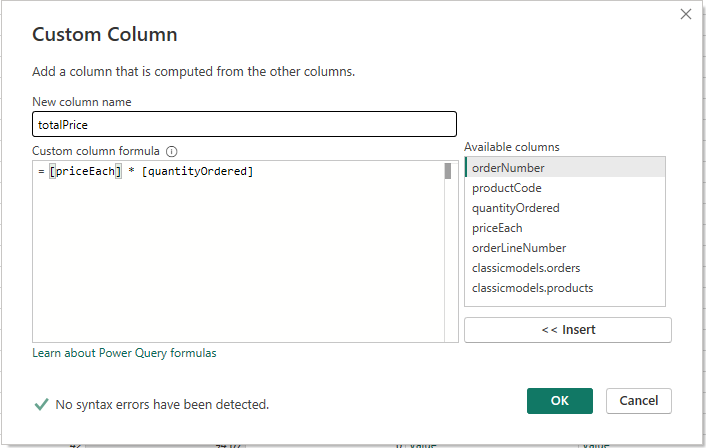 Custom Column
Add a column that is computed from the other columns.
New column name
totalPrice
Custom column formula
= [priceEach] * [quantityOrdered]
Available columns
orderNumber
productCode
quantityOrdered
priceEach
orderLineNumber
classicmodels.orders
classicmodels.products
<< Insert
Learn about Power Query formulas
No syntax errors have been detected.
OK
Cancel